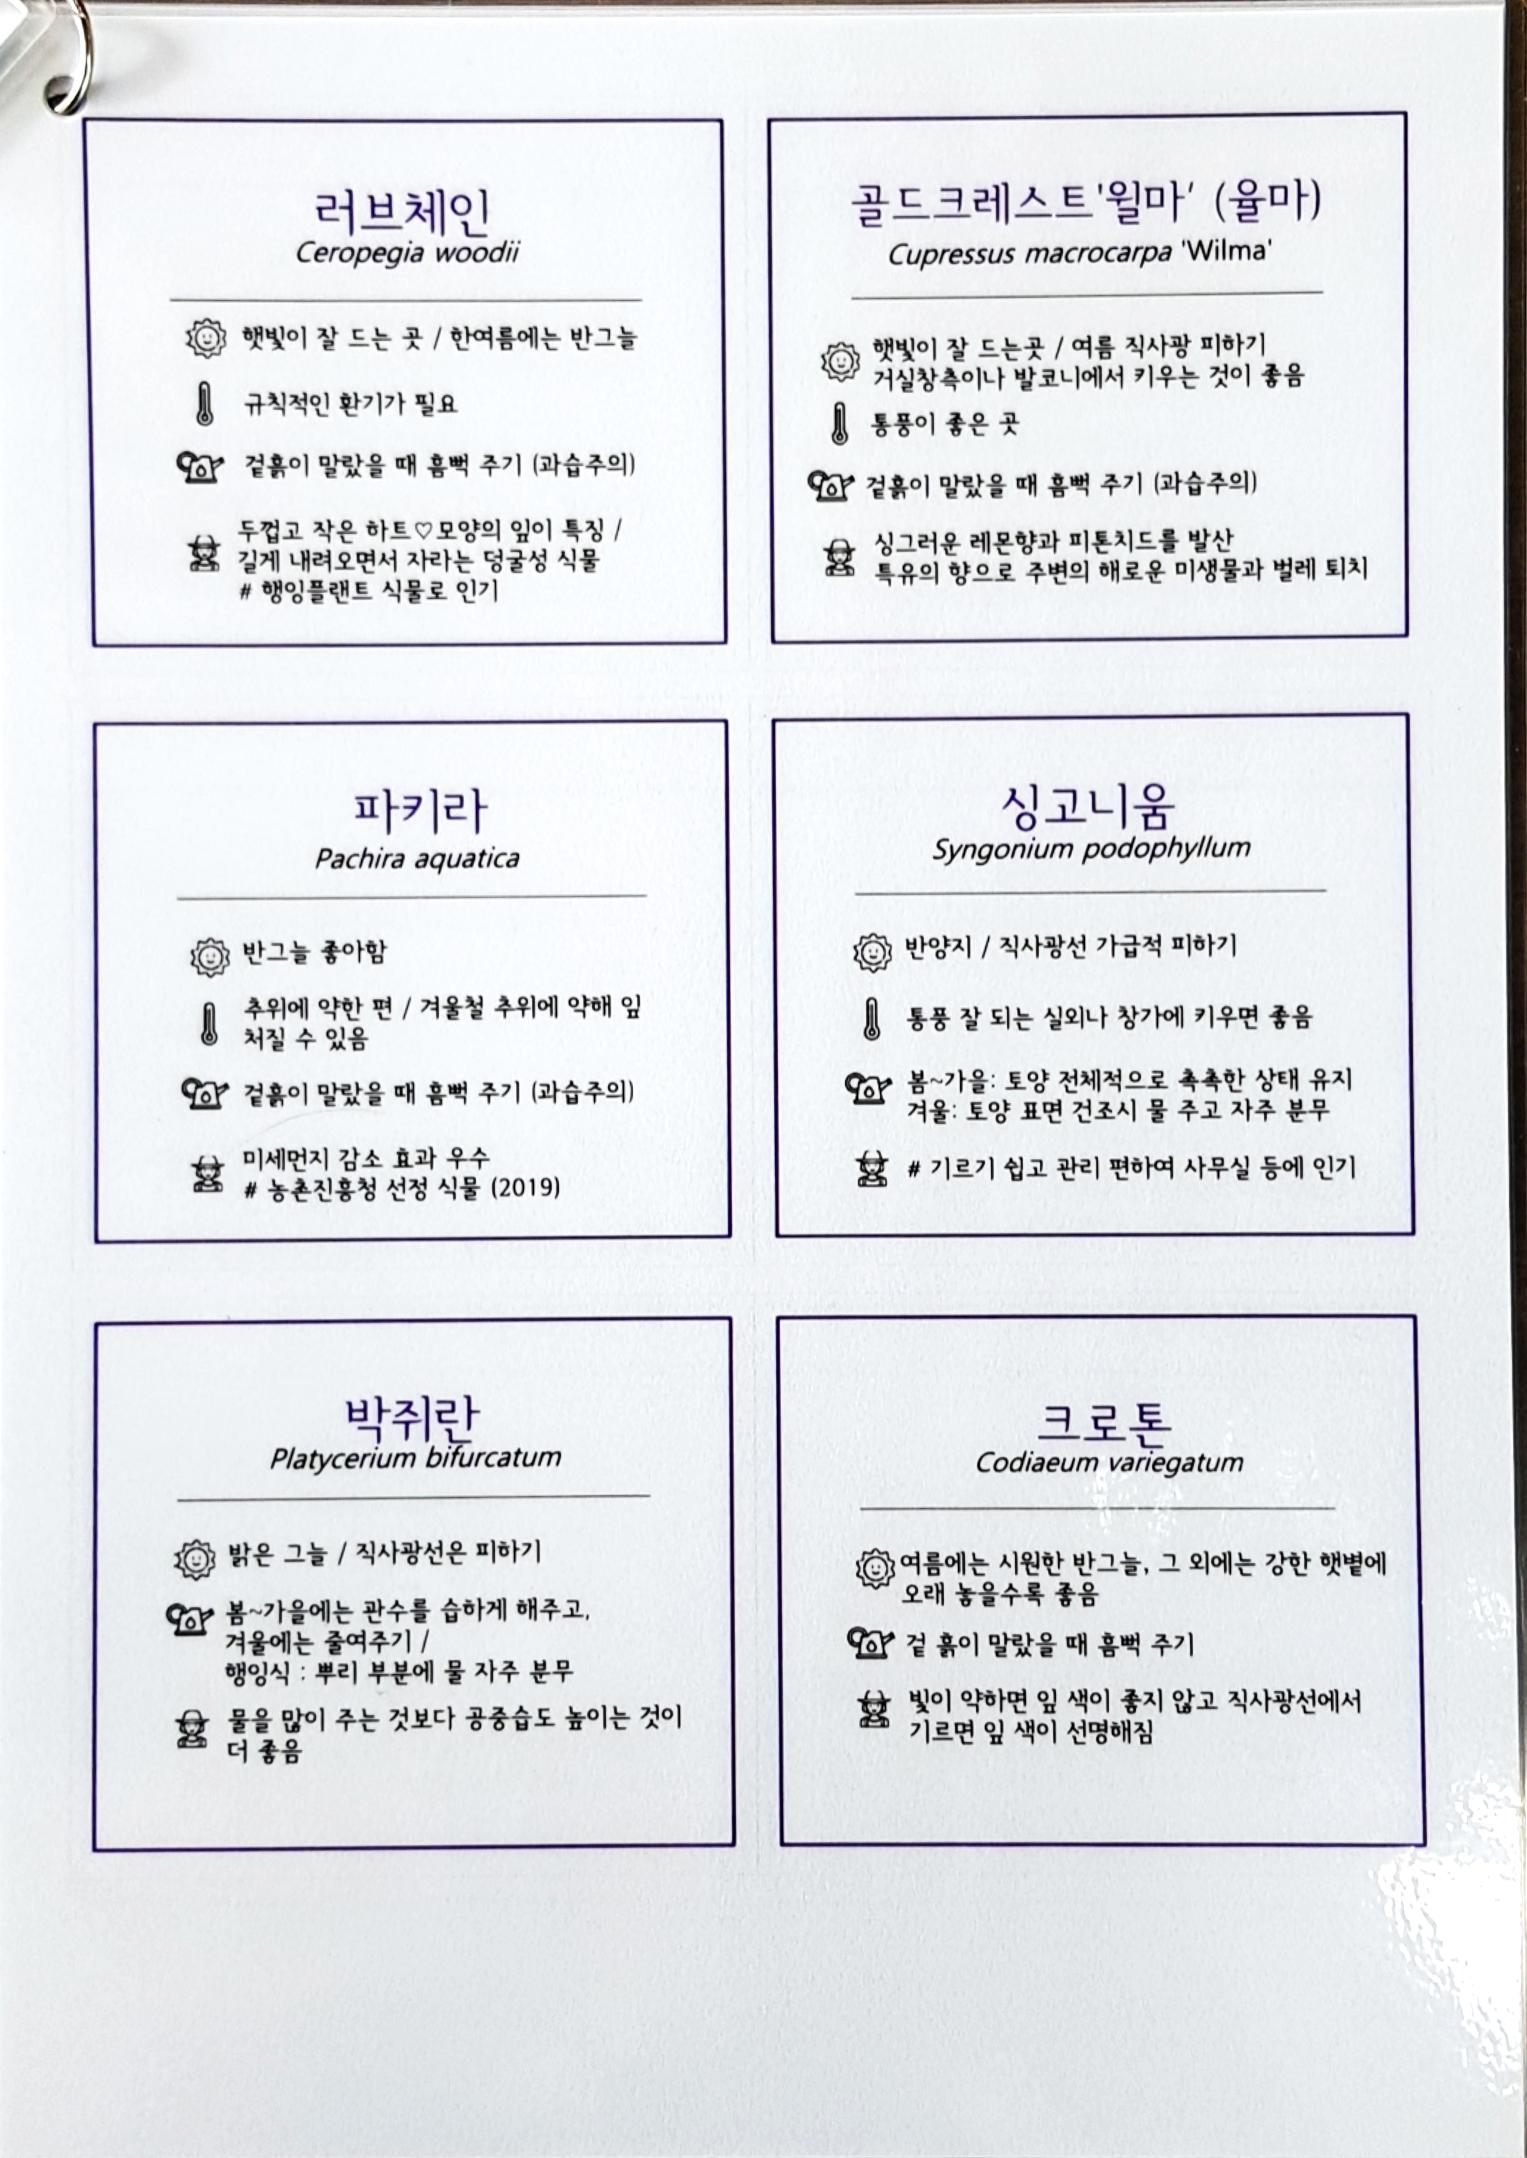 러브체인
Ceropegia woodii
햇빛이 잘 드는 곳 / 한여름에는 반그늘
규칙적인 환기가 필요
겉흙이 말랐을 때 흠뻑 주기 (과습주의)
두껍고 작은 하트♡모양의 잎이 특징 /
길게 내려오면서 자라는 덩굴성 식물
# 행잉플랜트 식물로 인기
골드크레스트'윌마' (율마)
Cupressus macrocarpa 'Wilma'
햇빛이 잘 드는곳 / 여름 직사광 피하기
거실창측이나 발코니에서 키우는 것이 좋음
통풍이 좋은 곳
겉흙이 말랐을 때 흠뻑 주기 (과습주의)
싱그러운 레몬향과 피톤치드를 발산
특유의 향으로 주변의 해로운 미생물과 벌레 퇴치
파키라
Pachira aquatica
반그늘 좋아함
추위에 약한 편 / 겨울철 추위에 약해 잎
처질 수 있음
겉흙이 말랐을 때 흠뻑 주기 (과습주의)
미세먼지 감소 효과 우수
# 농촌진흥청 선정 식물 (2019)
싱고니움
Syngonium podophyllum
반양지 / 직사광선 가급적 피하기
통풍 잘 되는 실외나 창가에 키우면 좋음
봄~가을: 토양 전체적으로 촉촉한 상태 유지
겨울: 토양 표면 건조시 물 주고 자주 분무
# 기르기 쉽고 관리 편하여 사무실 등에 인기
박쥐란
Platycerium bifurcatum
밝은 그늘 / 직사광선은 피하기
봄~가을에는 관수를 습하게 해주고,
겨울에는 줄여주기 /
행잉식 : 뿌리 부분에 물 자주 분무
물을 많이 주는 것보다 공중습도 높이는 것이
더 좋음
크로톤
Codiaeum variegatum
여름에는 시원한 반그늘, 그 외에는 강한 햇볕에
오래 놓을수록 좋음
겉 흙이 말랐을 때 흠뻑 주기
빛이 약하면 잎 색이 좋지 않고 직사광선에서
기르면 잎 색이 선명해짐